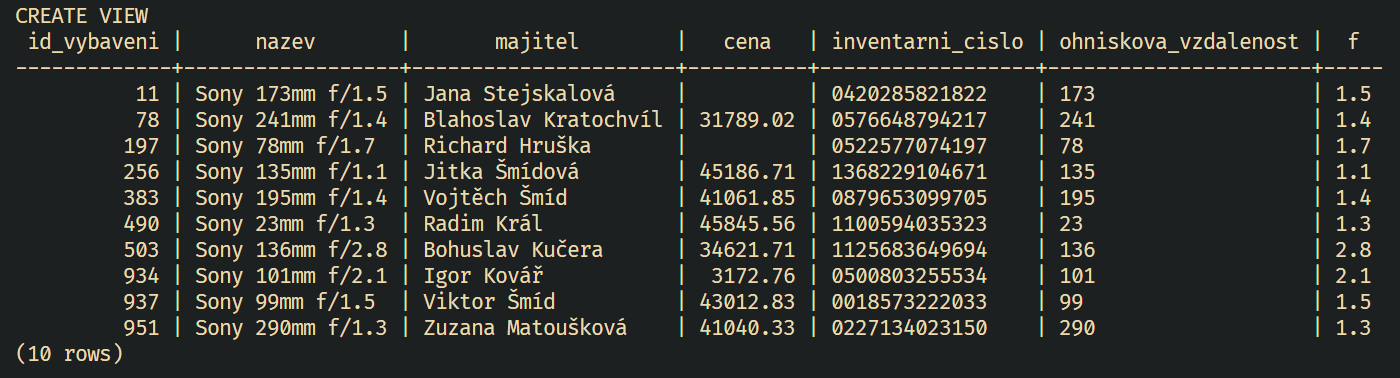 CREATE VIEW
 id_vybaveni |      nazev       |       majitel        |   cena   | inventarni_cislo | ohniskova_vzdalenost |  f
-------------+------------------+----------------------+----------+------------------+----------------------+-----
          11 | Sony 173mm f/1.5 | Jana Stejskalová     |          | 0420285821822    | 173                  | 1.5
          78 | Sony 241mm f/1.4 | Blahoslav Kratochvíl | 31789.02 | 0576648794217    | 241                  | 1.4
         197 | Sony 78mm f/1.7  | Richard Hruška       |          | 0522577074197    | 78                   | 1.7
         256 | Sony 135mm f/1.1 | Jitka Šmídová        | 45186.71 | 1368229104671    | 135                  | 1.1
         383 | Sony 195mm f/1.4 | Vojtěch Šmíd         | 41061.85 | 0879653099705    | 195                  | 1.4
         490 | Sony 23mm f/1.3  | Radim Král           | 45845.56 | 1100594035323    | 23                   | 1.3
         503 | Sony 136mm f/2.8 | Bohuslav Kučera      | 34621.71 | 1125683649694    | 136                  | 2.8
         934 | Sony 101mm f/2.1 | Igor Kovář           |  3172.76 | 0500803255534    | 101                  | 2.1
         937 | Sony 99mm f/1.5  | Viktor Šmíd          | 43012.83 | 0018573222033    | 99                   | 1.5
         951 | Sony 290mm f/1.3 | Zuzana Matoušková    | 41040.33 | 0227134023150    | 290                  | 1.3
(10 rows)